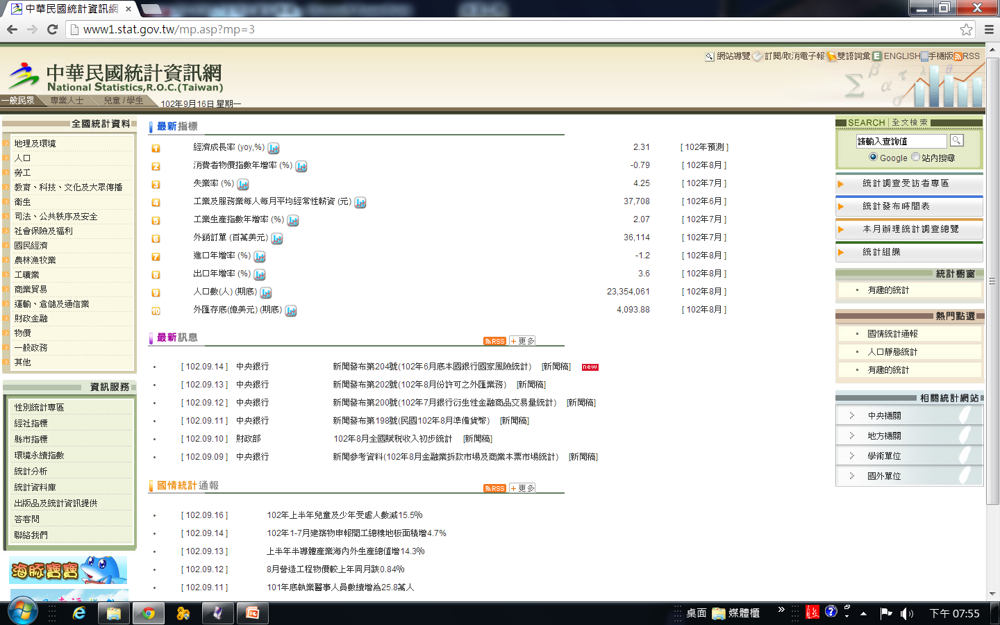 中華民國統計資訊網
www1.stat.gov.tw/mp.asp?mp=3
網站導覽 訂閱/取消電子報 雙語詞彙 ENGLISH 手機版 RSS
中華民國統計資訊網
National Statistics,R.O.C.(Taiwan)
一般民眾 專業人士 兒童 / 學生 102年9月16日 星期一
全國統計資料
地理及環境
人口
勞工
教育、科技、文化及大眾傳播
衛生
司法、公共秩序及安全
社會保險及福利
國民經濟
農林漁牧業
工礦業
商業貿易
運輸、倉儲及通信業
財政金融
物價
一般政務
其他
資訊服務
性別統計專區
經社指標
縣市指標
環境永續指數
統計分析
統計資料庫
出版品及統計資訊提供
答客問
聯絡我們
海豚寶寶
最新指標
1 經濟成長率 (yoy,%) 2.31 [ 102年預測 ]
2 消費者物價指數年增率 (%) -0.79 [ 102年8月 ]
3 失業率 (%) 4.25 [ 102年7月 ]
4 工業及服務業每人每月平均經常性薪資 (元) 37,708 [ 102年6月 ]
5 工業生產指數年增率 (%) 2.07 [ 102年7月 ]
6 外銷訂單 (百萬美元) 36,114 [ 102年7月 ]
7 進口年增率 (%) -1.2 [ 102年8月 ]
8 出口年增率 (%) 3.6 [ 102年8月 ]
9 人口數(人) (期底) 23,354,061 [ 102年8月 ]
10 外匯存底(億美元) (期底) 4,093.88 [ 102年8月 ]
最新訊息 RSS +更多
• [ 102.09.14 ] 中央銀行 新聞發布第204號(102年6月底本國銀行國家風險統計) [新聞稿] new
• [ 102.09.13 ] 中央銀行 新聞發布第202號(102年8月份許可之外匯業務) [新聞稿]
• [ 102.09.12 ] 中央銀行 新聞發布第200號(102年7月銀行衍生性金融商品交易量統計) [新聞稿]
• [ 102.09.11 ] 中央銀行 新聞發布第198號(民國102年8月準備貨幣) [新聞稿]
• [ 102.09.10 ] 財政部 102年8月全國賦稅收入初步統計 [新聞稿]
• [ 102.09.09 ] 中央銀行 新聞參考資料(102年8月金融業拆款市場及商業本票市場統計) [新聞稿]
國情統計通報 RSS +更多
• [ 102.09.16 ] 102年上半年兒童及少年受虐人數減15.5%
• [ 102.09.14 ] 102年1-7月建築物申報開工總樓地板面積增4.7%
• [ 102.09.13 ] 上半年半導體產業海內外生產總值增14.3%
• [ 102.09.12 ] 8月營造工程物價較上年同月跌0.84%
• [ 102.09.11 ] 101年底執業醫事人員數續增為25.8萬人
SEARCH | 全文檢索
請輸入查詢值
Google 站內搜尋
統計調查受訪者專區
統計發布時間表
本月辦理統計調查總覽
統計組織
統計櫥窗
• 有趣的統計
熱門點選
• 國情統計通報
• 人口靜態統計
• 有趣的統計
相關統計網站
中央機關
地方機關
學術單位
國外單位
桌面 媒體櫃 » 下午 07:55